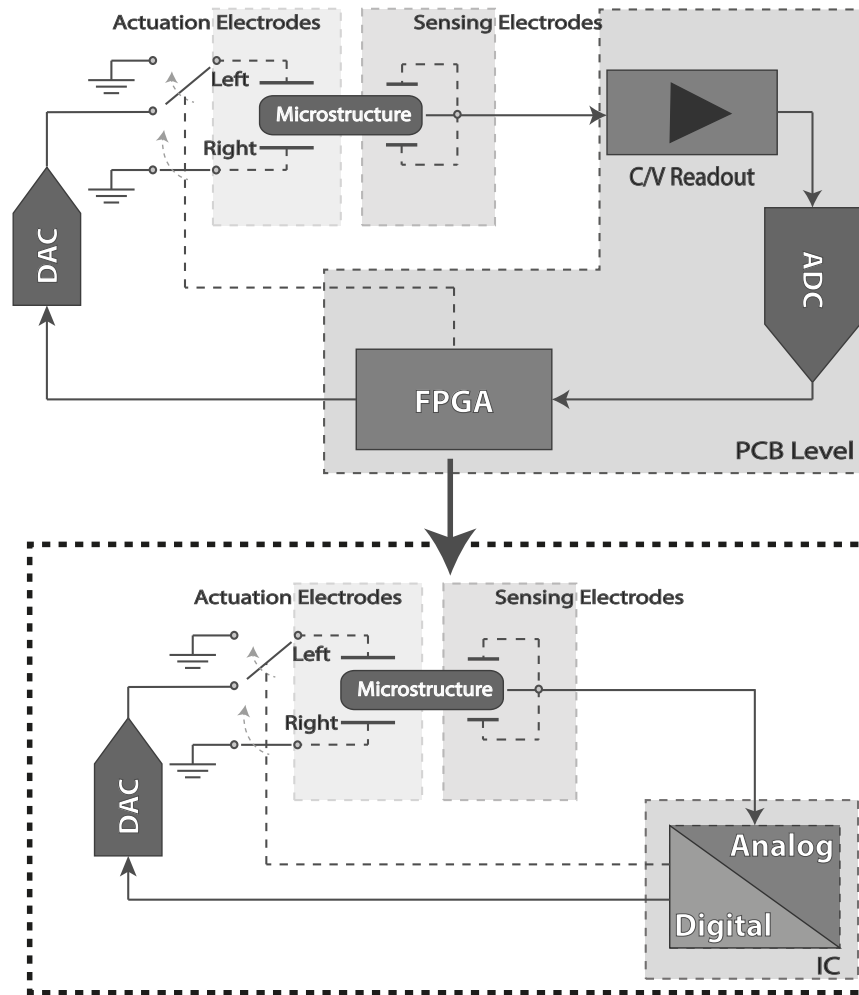 Actuation Electrodes
Sensing Electrodes
Left
Microstructure
Right
C/V Readout
DAC
ADC
FPGA
PCB Level
Actuation Electrodes
Sensing Electrodes
Left
Microstructure
Right
DAC
Analog
Digital
IC